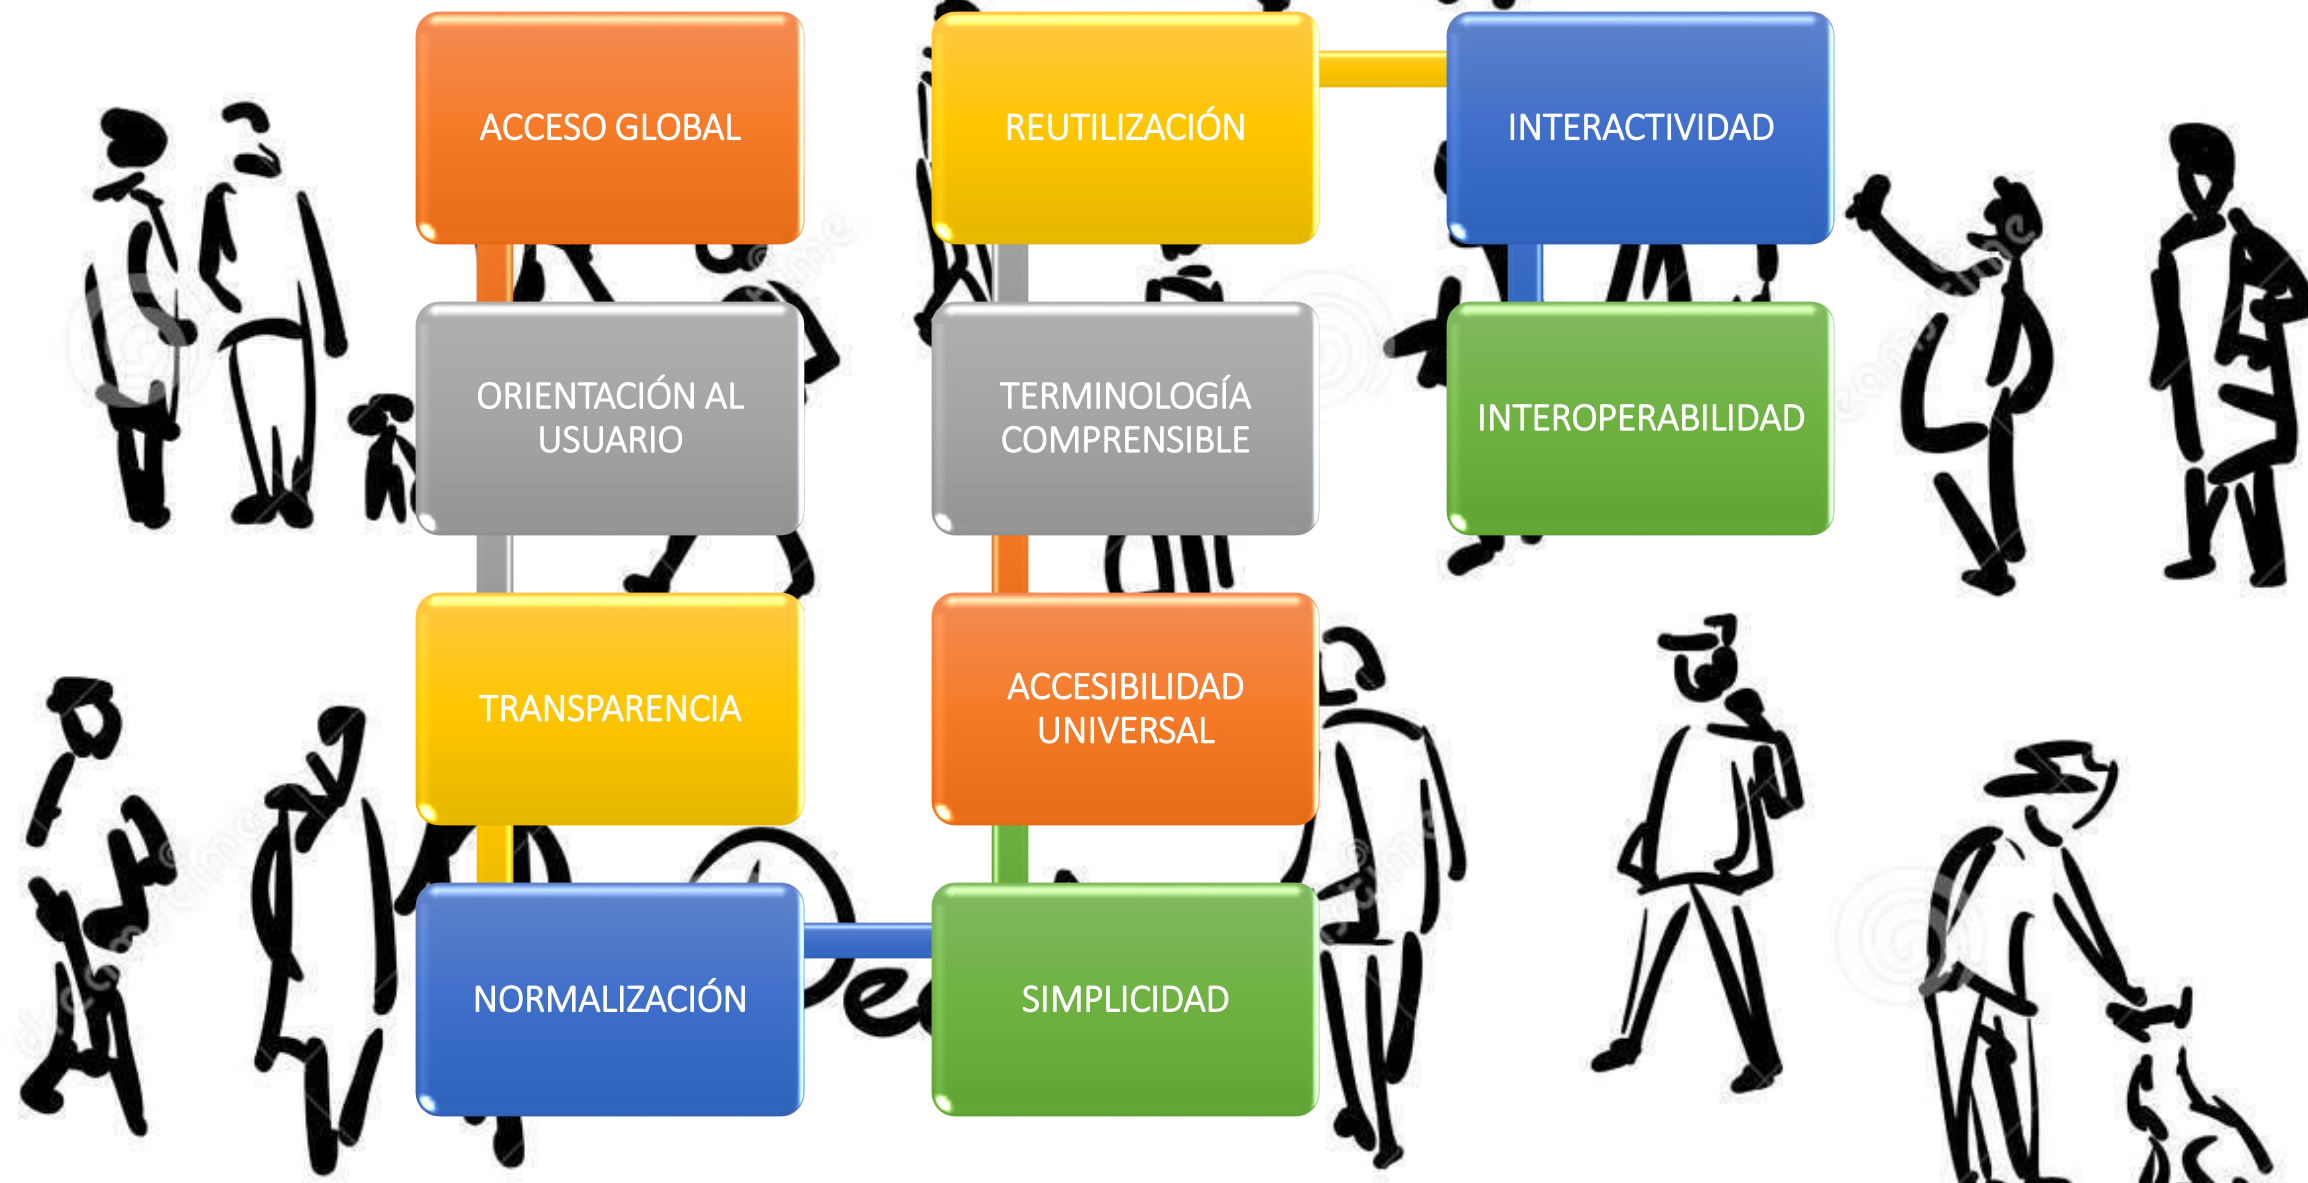 ACCESO GLOBAL
ORIENTACIÓN AL
USUARIO
TRANSPARENCIA
NORMALIZACIÓN
SIMPLICIDAD
ACCESIBILIDAD
UNIVERSAL
TERMINOLOGÍA
COMPRENSIBLE
REUTILIZACIÓN
INTERACTIVIDAD
INTEROPERABILIDAD